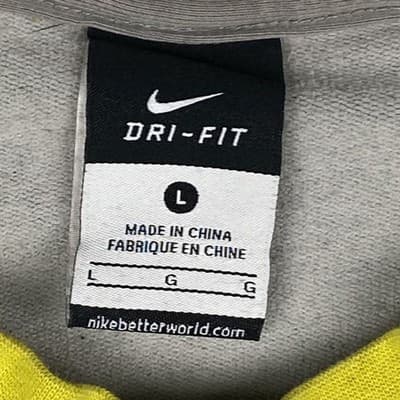 DRI-FIT
L
MADE IN CHINA
FABRIQUE EN CHINE
L G G
nikebetterworld.com